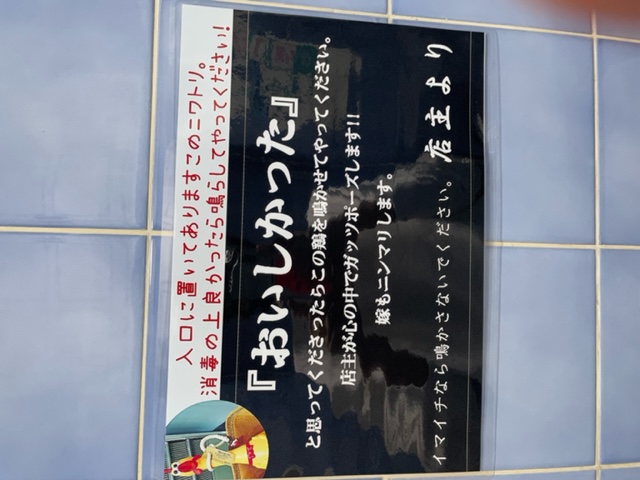 入口に置いてありますこのニワトリ。
消毒の上良かったら鳴らしてやってください!
『おいしかった』
と思ってくださったらこの鶏を鳴かせてやってください。
店主が心の中でガッツポーズします!!
嫁もニンマリします。
イマイチなら鳴かさないでください。 店主より